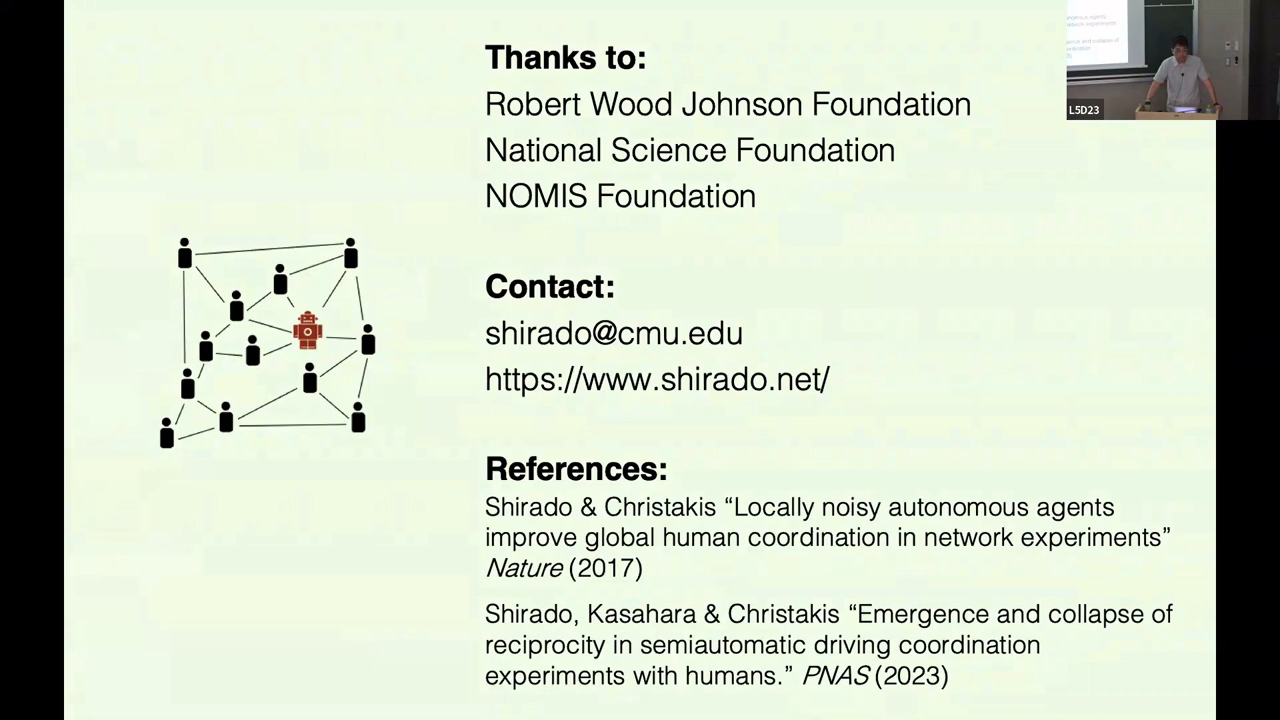 Thanks to:
Robert Wood Johnson Foundation
National Science Foundation
NOMIS Foundation
Contact:
shirado@cmu.edu
https://www.shirado.net/
References:
Shirado & Christakis “Locally noisy autonomous agents
improve global human coordination in network experiments”
Nature (2017)
Shirado, Kasahara & Christakis “Emergence and collapse of
reciprocity in semiautomatic driving coordination
experiments with humans.” PNAS (2023)
L5D23